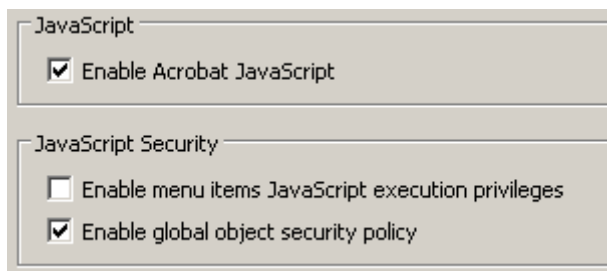 JavaScript
Enable Acrobat JavaScript
JavaScript Security
Enable menu items JavaScript execution privileges
Enable global object security policy